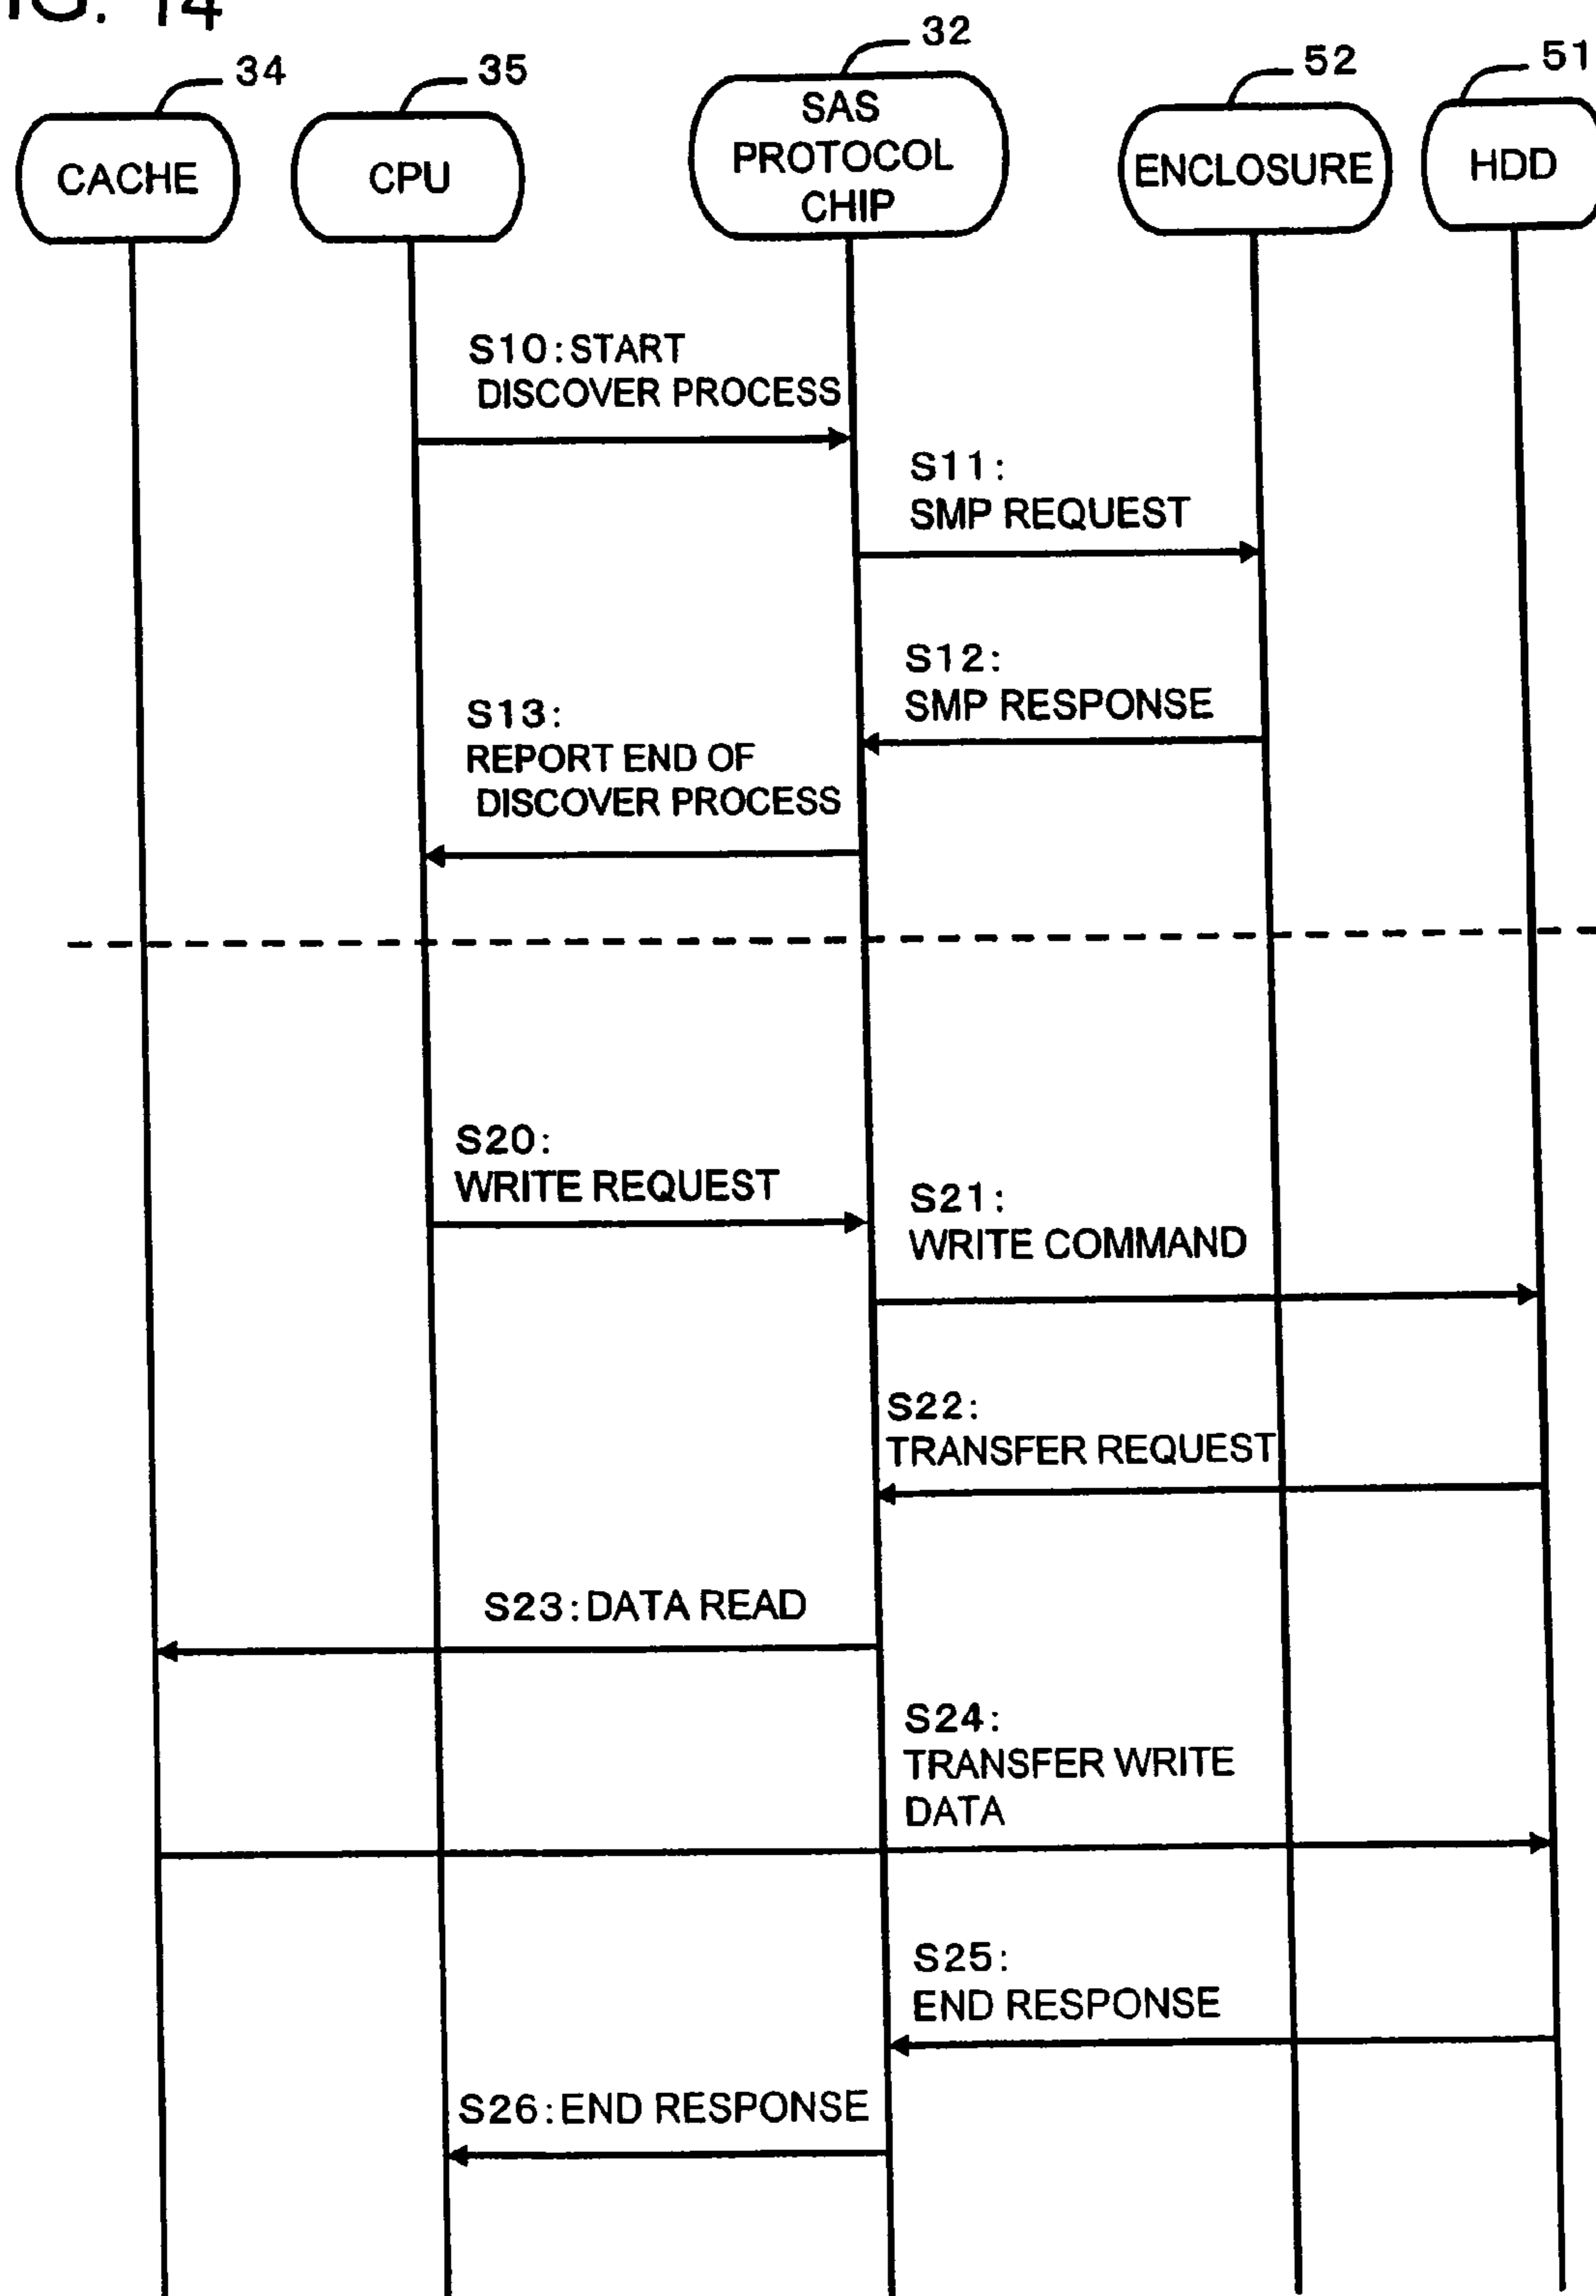 FIG. 14
34
35
32
52
51
CACHE
CPU
SAS
PROTOCOL
CHIP
ENCLOSURE
HDD
S10:START
DISCOVER PROCESS
S11:
SMP REQUEST
S12:
SMP RESPONSE
S13:
REPORT END OF
DISCOVER PROCESS
S20:
WRITE REQUEST
S21:
WRITE COMMAND
S22:
TRANSFER REQUEST
S23:DATA READ
S24:
TRANSFER WRITE
DATA
S25:
END RESPONSE
S26:END RESPONSE